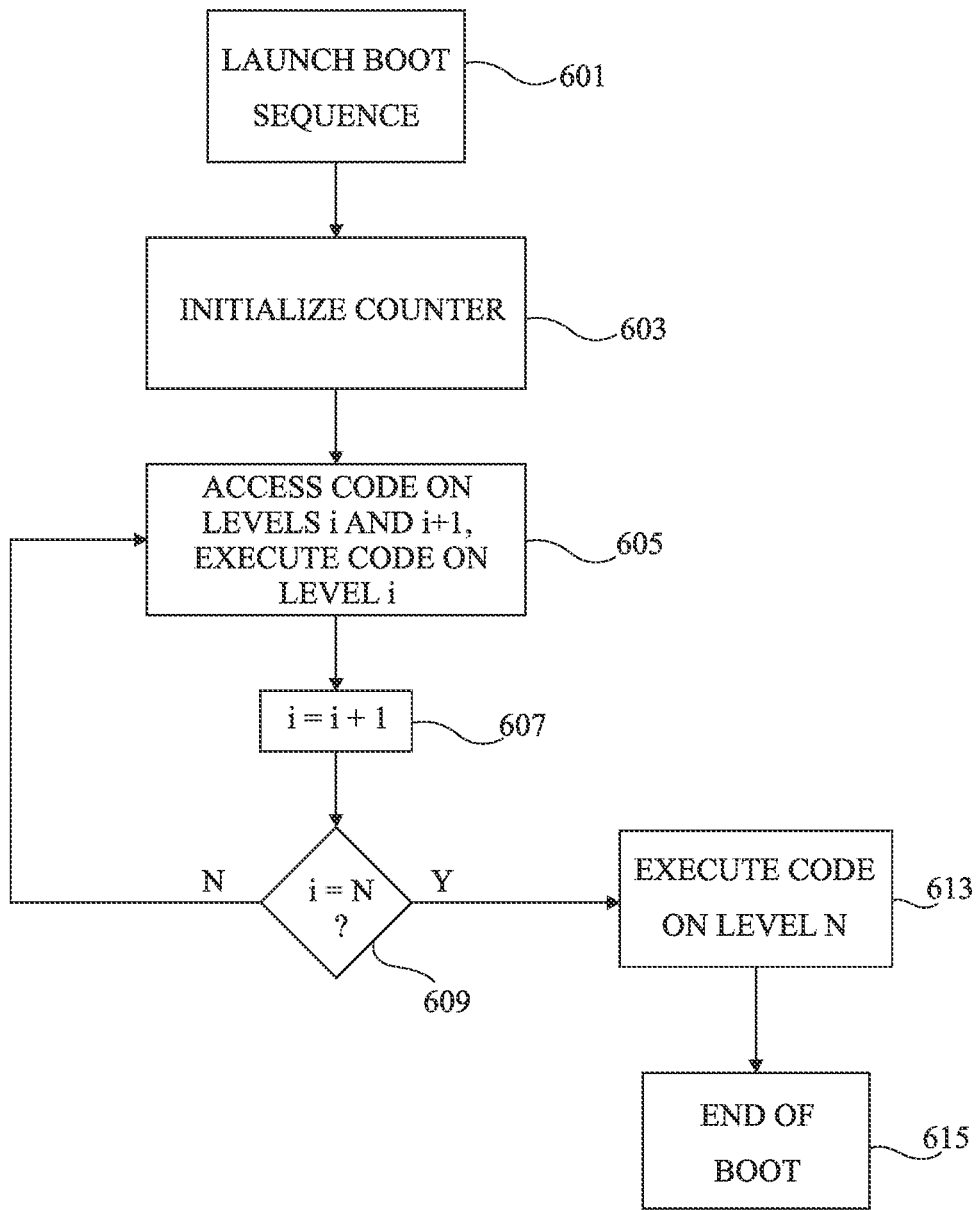 LAUNCH BOOT
SEQUENCE
601
INITIALIZE COUNTER
603
ACCESS CODE ON
LEVELS i AND i+1,
EXECUTE CODE ON
LEVEL i
605
i = i + 1
607
N
i = N
?
Y
609
EXECUTE CODE
ON LEVEL N
613
END OF
BOOT
615